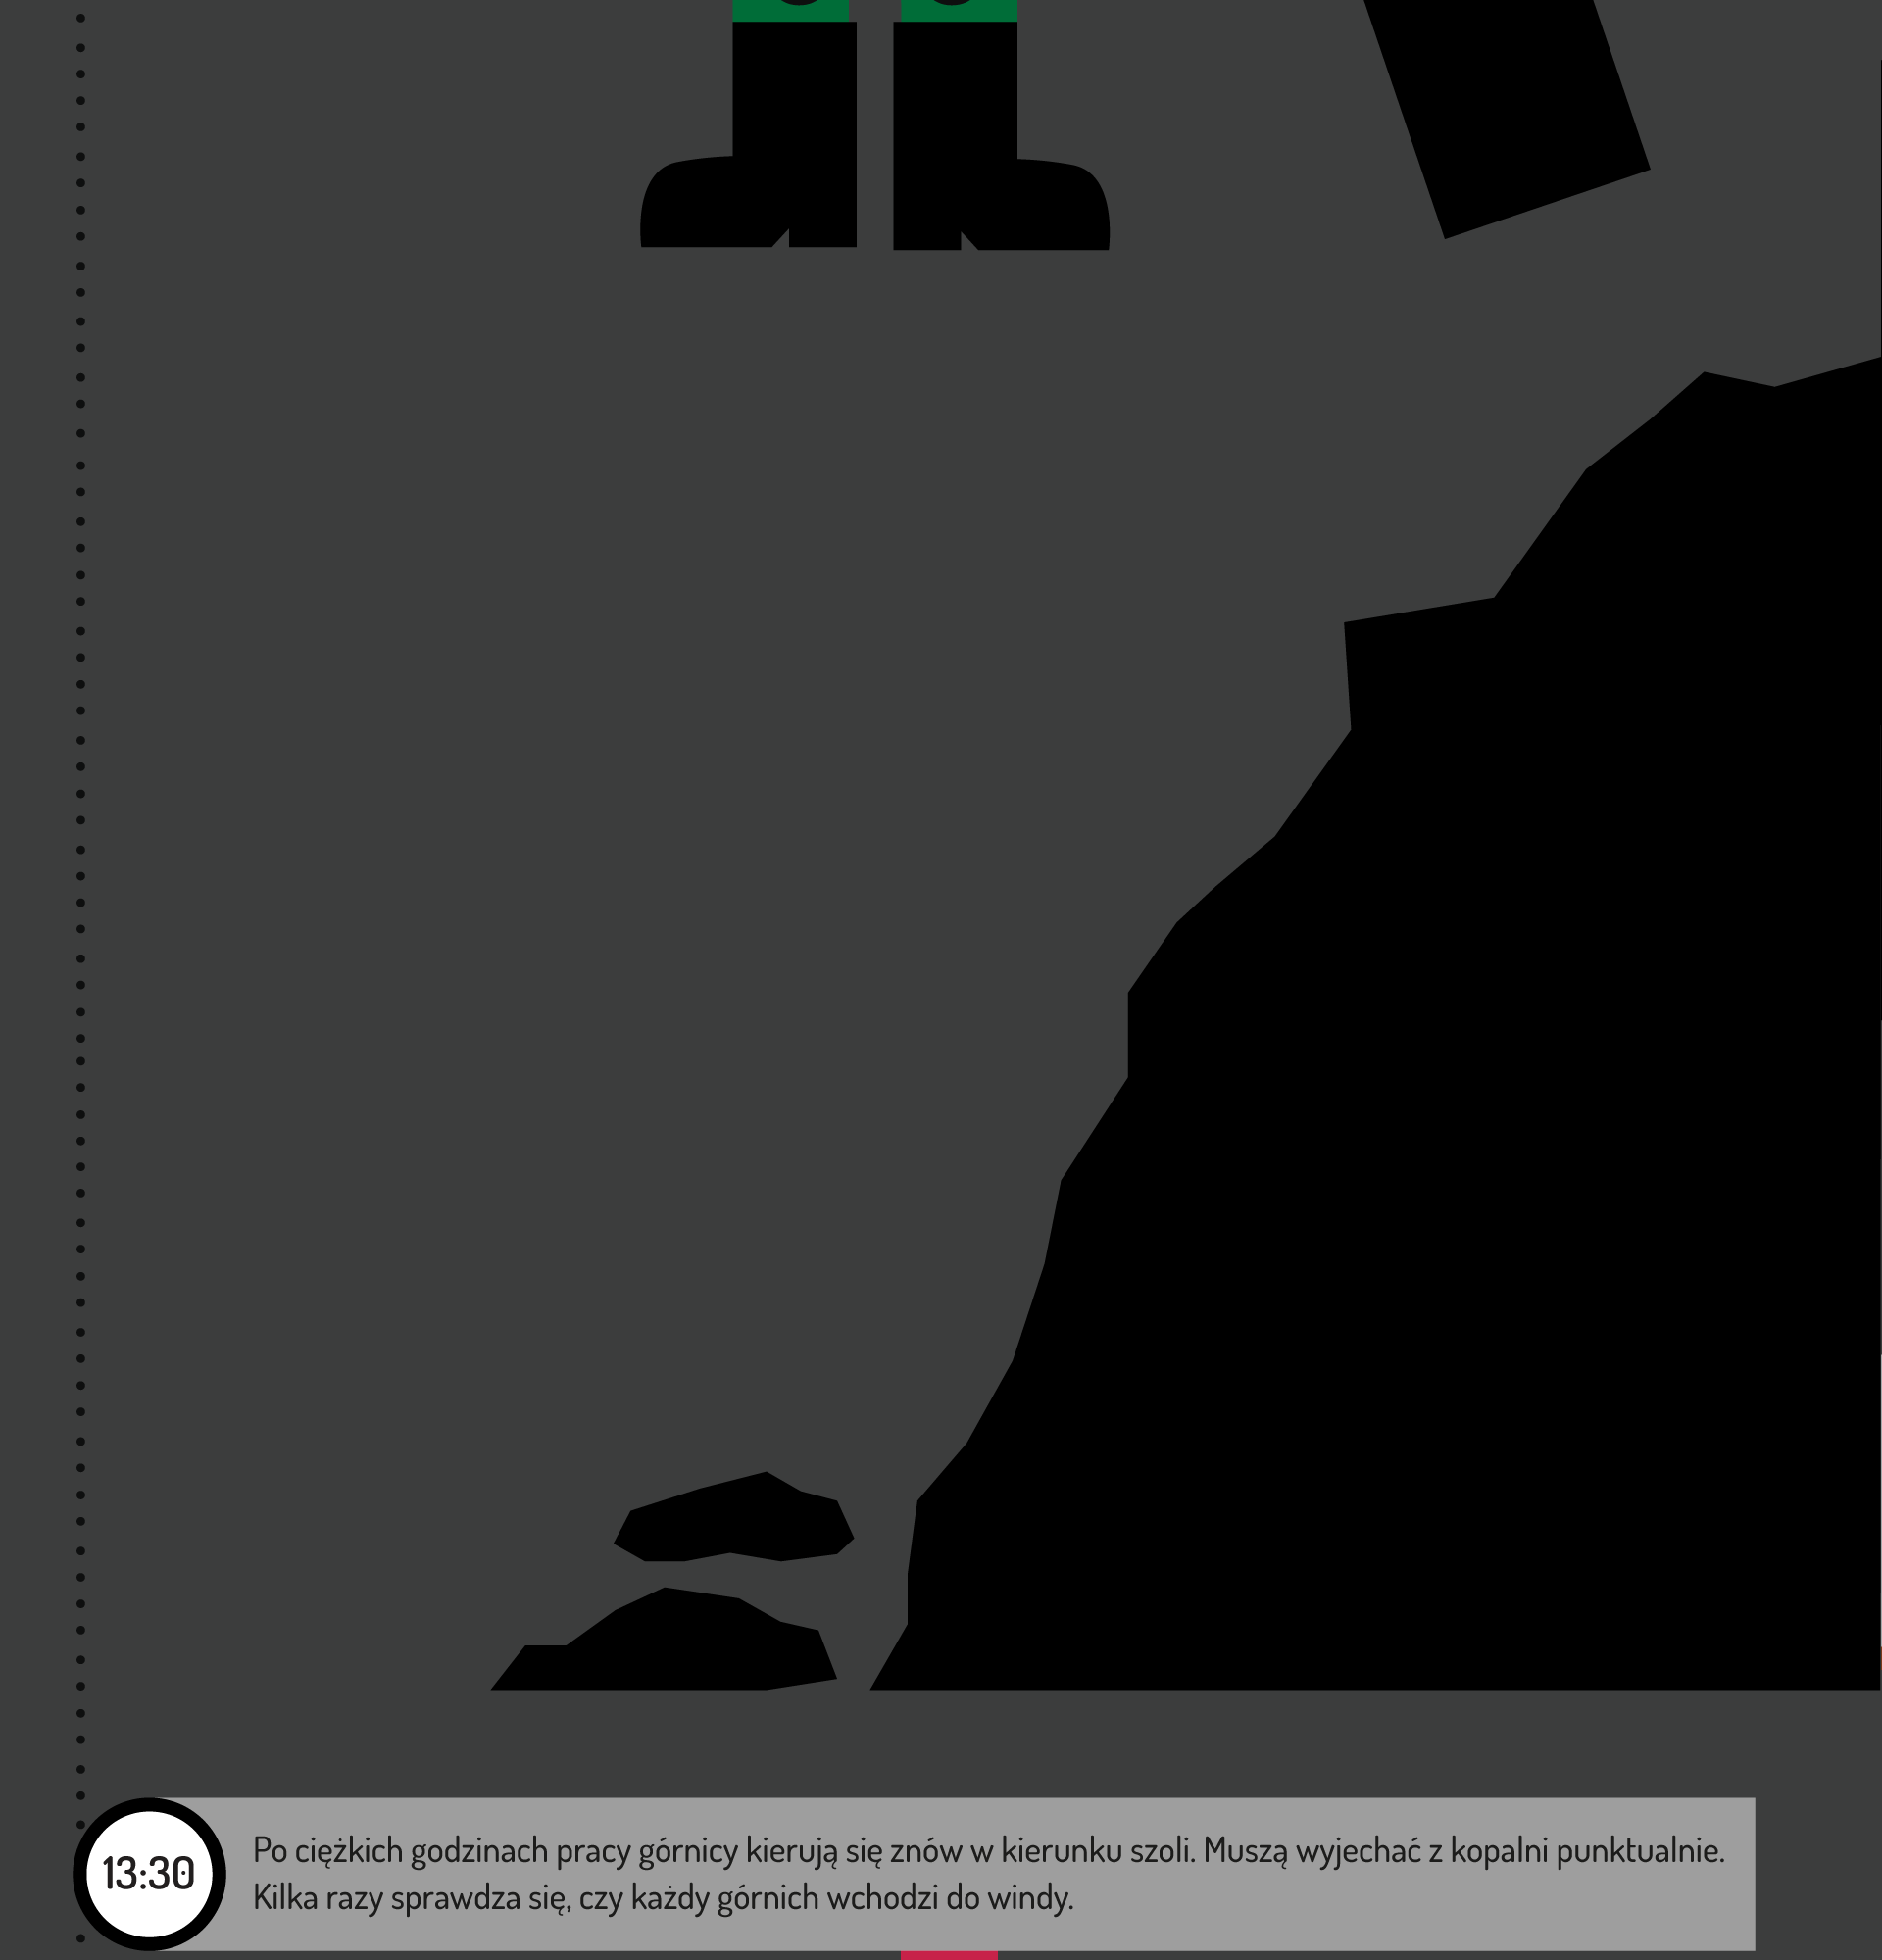 13:30
Po ciężkich godzinach pracy górnicy kierują się znów w kierunku szoli. Muszą wyjechać z kopalni punktualnie.
Kilka razy sprawdza się, czy każdy górnich wchodzi do windy.